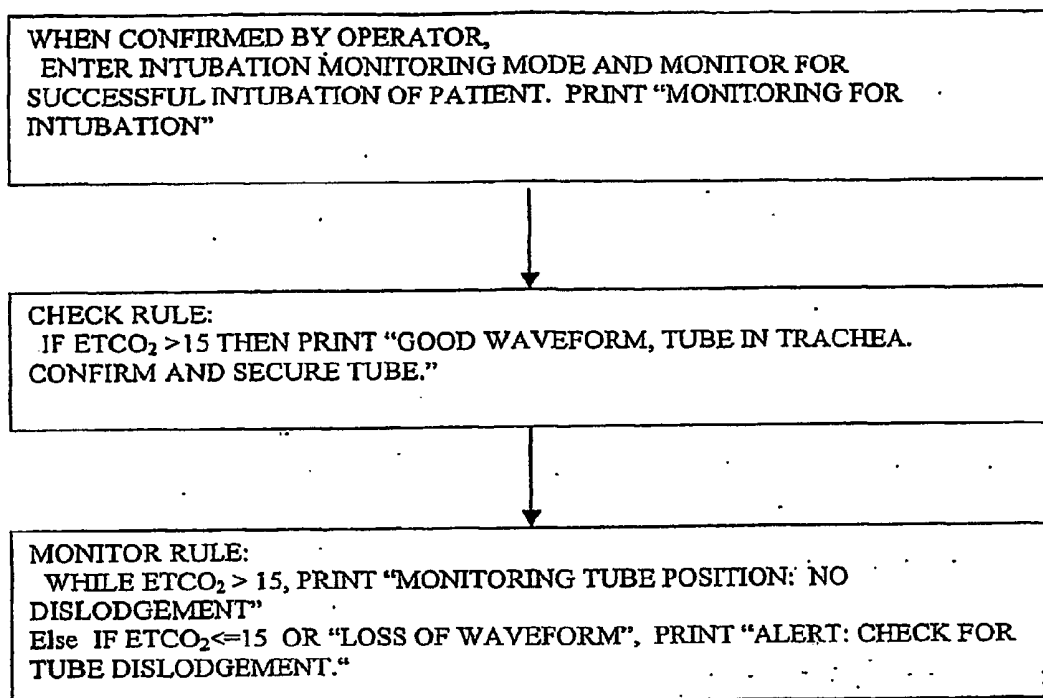 WHEN CONFIRMED BY OPERATOR,
ENTER INTUBATION MONITORING MODE AND MONITOR FOR
SUCCESSFUL INTUBATION OF PATIENT. PRINT “MONITORING FOR
INTUBATION”
CHECK RULE:
IF ETCO₂ >15 THEN PRINT “GOOD WAVEFORM, TUBE IN TRACHEA.
CONFIRM AND SECURE TUBE.”
MONITOR RULE:
WHILE ETCO₂ > 15, PRINT “MONITORING TUBE POSITION: NO
DISLODGEMENT”
Else IF ETCO₂<=15 OR “LOSS OF WAVEFORM”, PRINT “ALERT: CHECK FOR
TUBE DISLODGEMENT.“